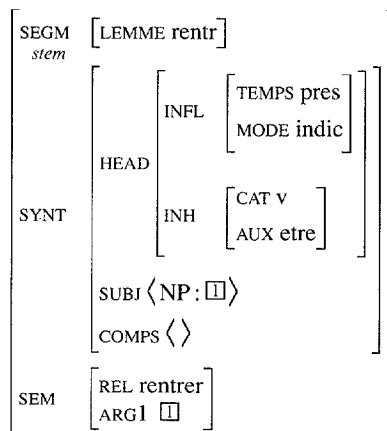 SEGM [LEMME rentr]
stem
TEMPS pres
INFL
MODE indic
HEAD
CAT v
SYNT
INH
AUX etre
SUBJ ⟨NP : 1⟩
COMPS ⟨⟩
REL rentrer
SEM
ARG1 1